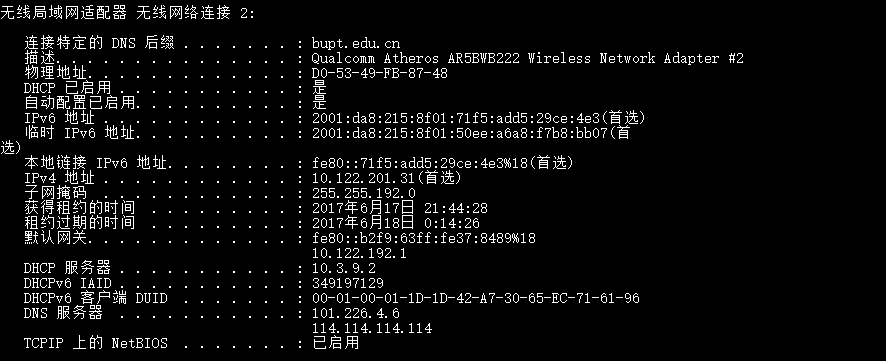 无线局域网适配器 无线网络连接 2:
连接特定的 DNS 后缀 . . . . . . . : bupt.edu.cn
描述. . . . . . . . . . . . . . . : Qualcomm Atheros AR5BWB222 Wireless Network Adapter #2
物理地址. . . . . . . . . . . . . : D0-53-49-FB-87-48
DHCP 已启用 . . . . . . . . . . . : 是
自动配置已启用. . . . . . . . . . : 是
IPv6 地址 . . . . . . . . . . . . : 2001:da8:215:8f01:71f5:add5:29ce:4e3(首选)
临时 IPv6 地址. . . . . . . . . . : 2001:da8:215:8f01:50ee:a6a8:f7b8:bb07(首
选)
本地链接 IPv6 地址. . . . . . . . : fe80::71f5:add5:29ce:4e3%18(首选)
IPv4 地址 . . . . . . . . . . . . : 10.122.201.31(首选)
子网掩码 . . . . . . . . . . . . : 255.255.192.0
获得租约的时间 . . . . . . . . . : 2017年6月17日 21:44:28
租约过期的时间 . . . . . . . . . : 2017年6月18日 0:14:26
默认网关. . . . . . . . . . . . . : fe80::b2f9:63ff:fe37:8489%18
10.122.192.1
DHCP 服务器 . . . . . . . . . . . : 10.3.9.2
DHCPv6 IAID . . . . . . . . . . . : 349197129
DHCPv6 客户端 DUID . . . . . . . : 00-01-00-01-1D-1D-42-A7-30-65-EC-71-61-96
DNS 服务器 . . . . . . . . . . . : 101.226.4.6
114.114.114.114
TCPIP 上的 NetBIOS . . . . . . . : 已启用